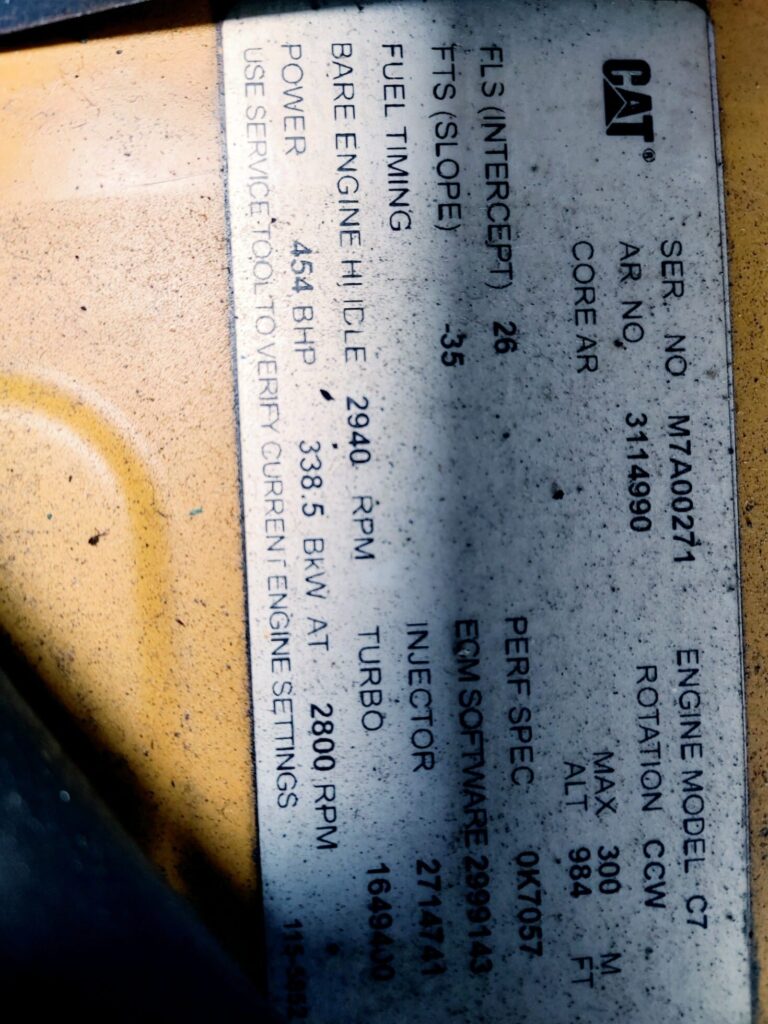 CAT®
SER. NO. M7A00271 ENGINE MODEL C7
AR NO. 3114990 ROTATION CCW
CORE AR MAX 300 M
ALT 984 FT
FLS (INTERCEPT) 26 PERF SPEC 0K7057
FTS (SLOPE) -35 ECM SOFTWARE 2999143
FUEL TIMING INJECTOR 2714741
BARE ENGINE HI IDLE 2940 RPM TURBO 1649400
POWER 454 BHP 338.5 BKW AT 2800 RPM
USE SERVICE TOOL TO VERIFY CURRENT ENGINE SETTINGS